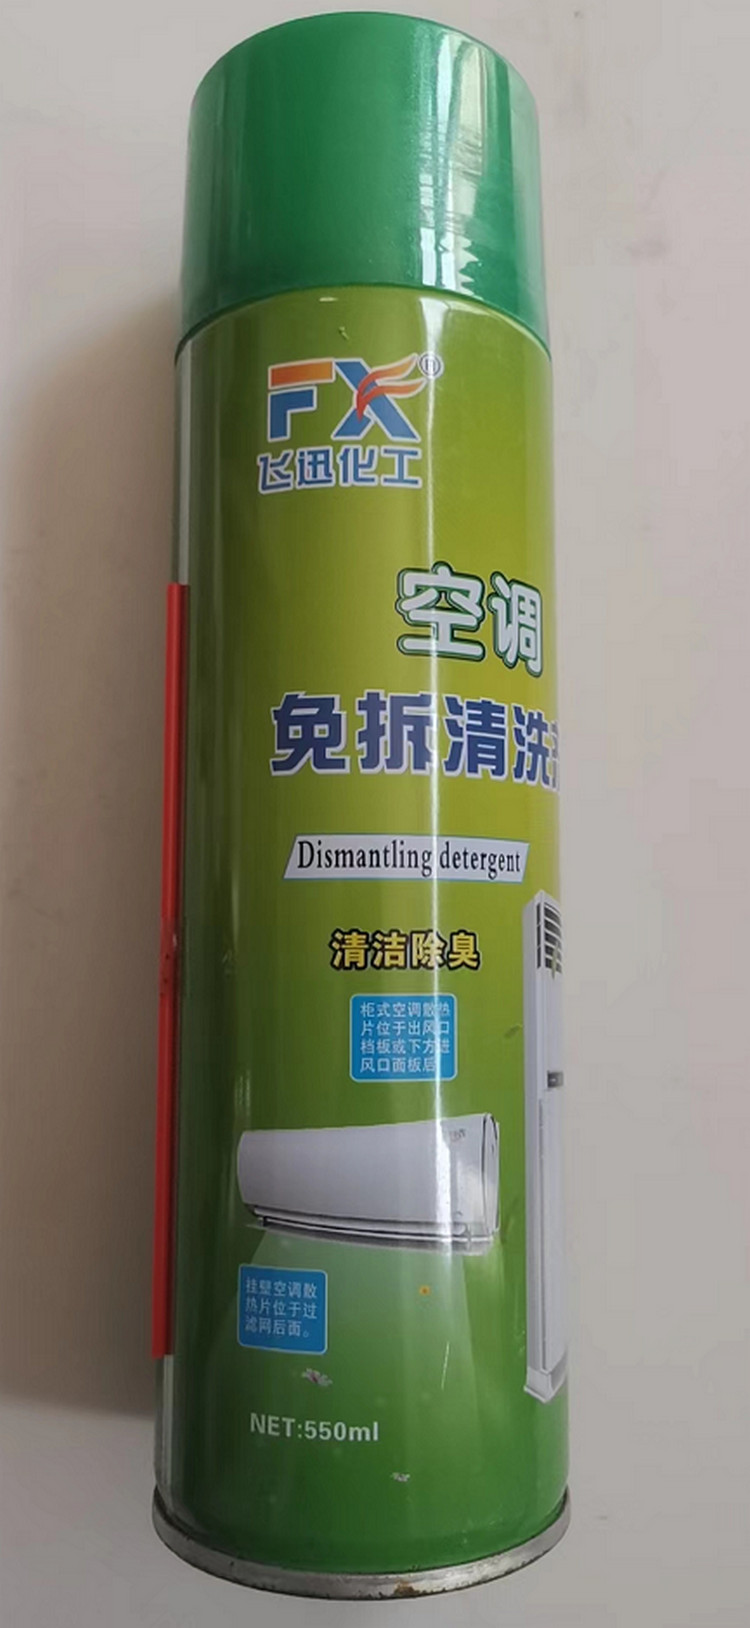 FX®
飞迅化工
空调
免拆清洗
Dismantling detergent
清洁除臭
柜式空调散热
片位于出风口
档板或下方进
风口面板后
挂壁空调散
热片位于过
滤网后面。
NET:550ml